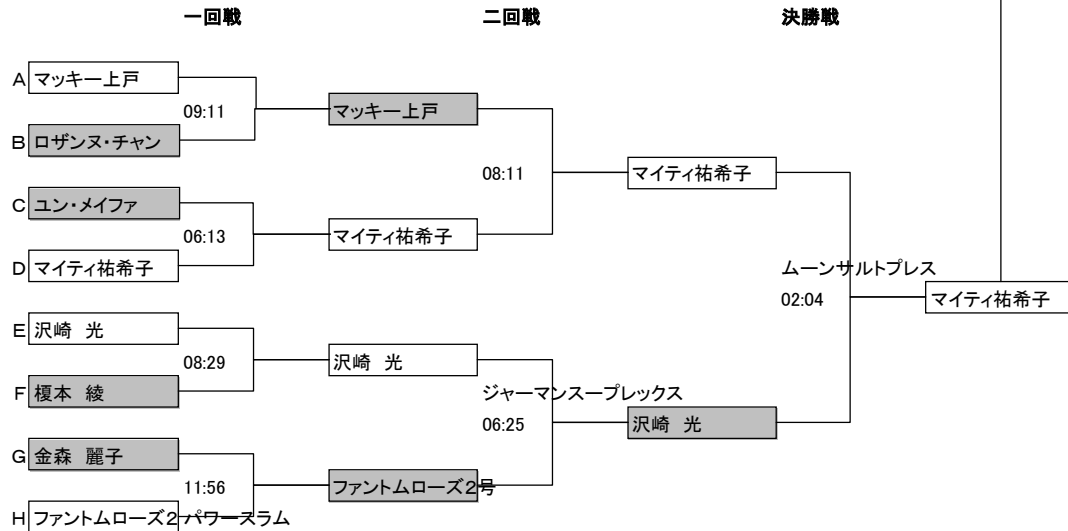 一回戦
二回戦
決勝戦
A マッキー上戸
09:11
B ロザンヌ・チャン
マッキー上戸
C ユン・メイファ
06:13
D マイティ祐希子
マイティ祐希子
08:11
マイティ祐希子
E 沢崎 光
08:29
F 榎本 綾
沢崎 光
G 金森 麗子
11:56
H ファントムローズ2 パワースラム
ファントムローズ2号
ジャーマンスープレックス
06:25
沢崎 光
ムーンサルトプレス
02:04
マイティ祐希子